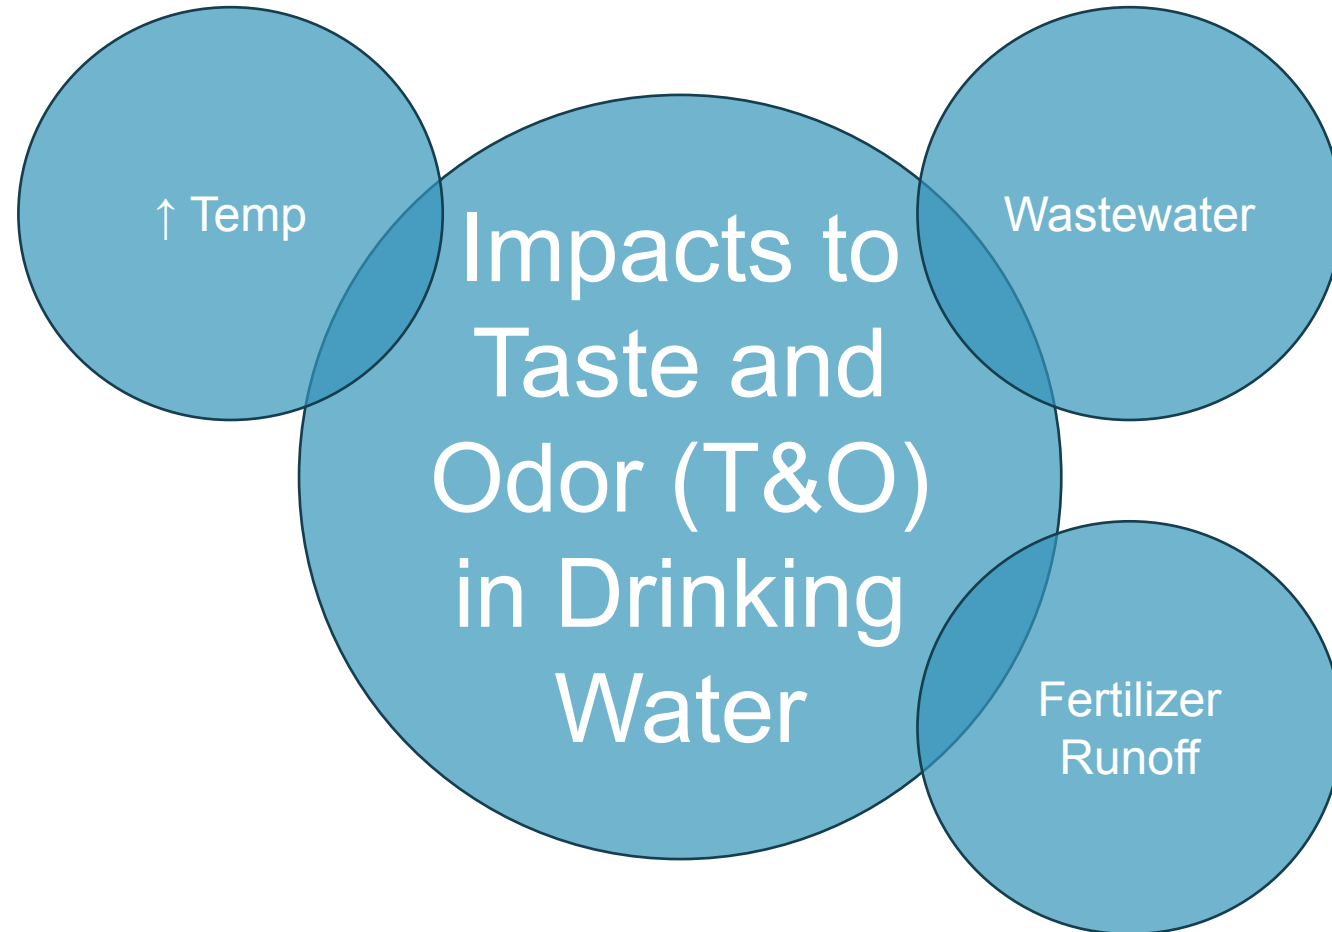 ↑ Temp
Impacts to
Taste and
Odor (T&O)
in Drinking
Water
Wastewater
Fertilizer
Runoff